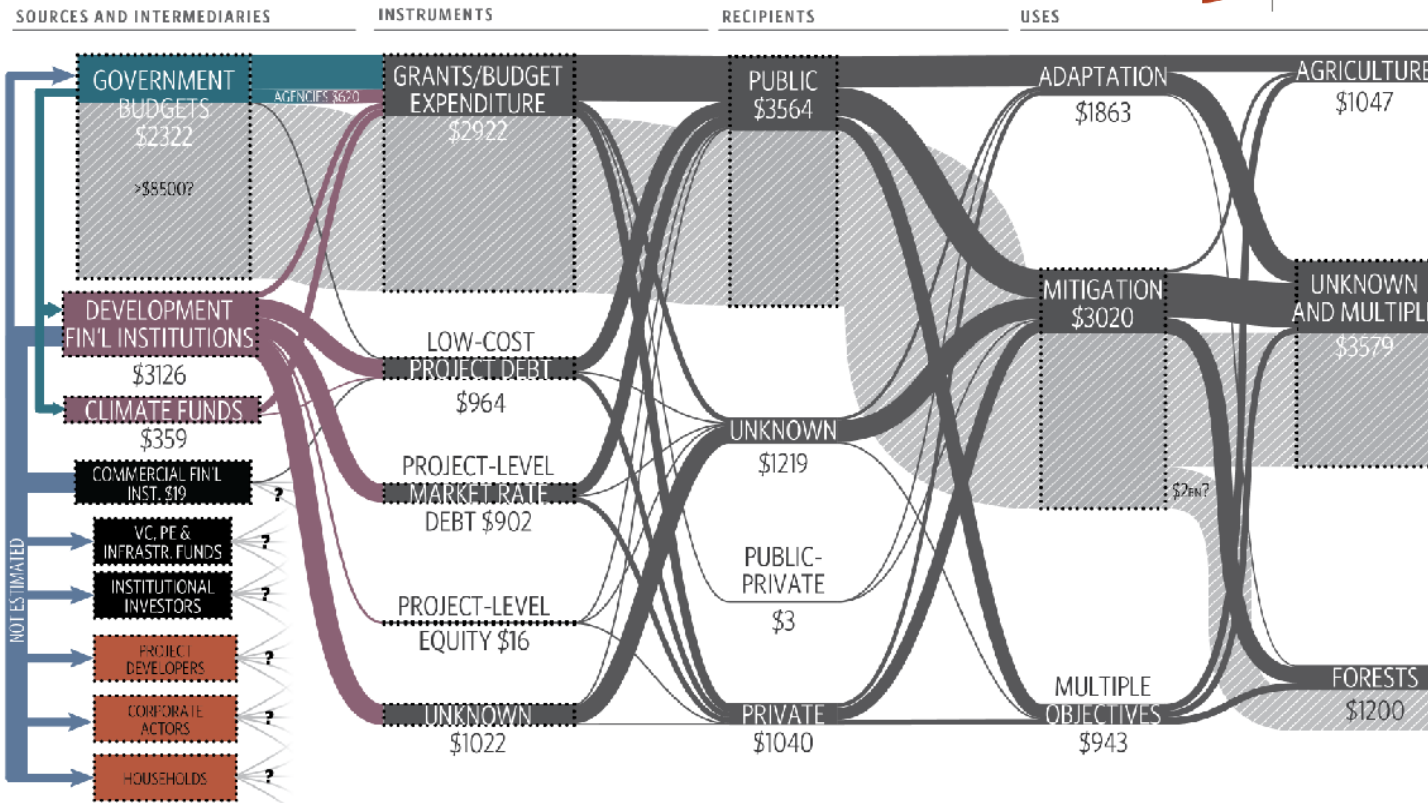 SOURCES AND INTERMEDIARIES
INSTRUMENTS
RECIPIENTS
USES
GOVERNMENT
BUDGETS
$2322
>$8500?
AGENCIES $620
DEVELOPMENT
FIN'L INSTITUTIONS
$3126
CLIMATE FUNDS
$359
COMMERCIAL FIN'L
INST. $19
?
VC, PE &
INFRASTR. FUNDS
?
INSTITUTIONAL
INVESTORS
?
PROJECT
DEVELOPERS
?
CORPORATE
ACTORS
?
HOUSEHOLDS
?
NOT ESTIMATED
GRANTS/BUDGET
EXPENDITURE
$2922
LOW-COST
PROJECT DEBT
$964
PROJECT-LEVEL
MARKET RATE
DEBT $902
PROJECT-LEVEL
EQUITY $16
UNKNOWN
$1022
PUBLIC
$3564
UNKNOWN
$1219
PUBLIC-
PRIVATE
$3
PRIVATE
$1040
ADAPTATION
$1863
MITIGATION
$3020
$2BN?
MULTIPLE
OBJECTIVES
$943
AGRICULTURE
$1047
UNKNOWN
AND MULTIPL
$3579
FORESTS
$1200